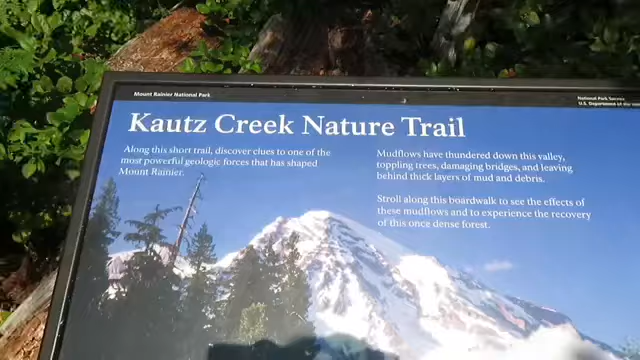 Mount Rainier National Park
National Park Service
U.S. Department of the
Kautz Creek Nature Trail
Along this short trail, discover clues to one of the
most powerful geologic forces that has shaped
Mount Rainier.
Mudflows have thundered down this valley,
toppling trees, damaging bridges, and leaving
behind thick layers of mud and debris.
Stroll along this boardwalk to see the effects of
these mudflows and to experience the recovery
of this once dense forest.